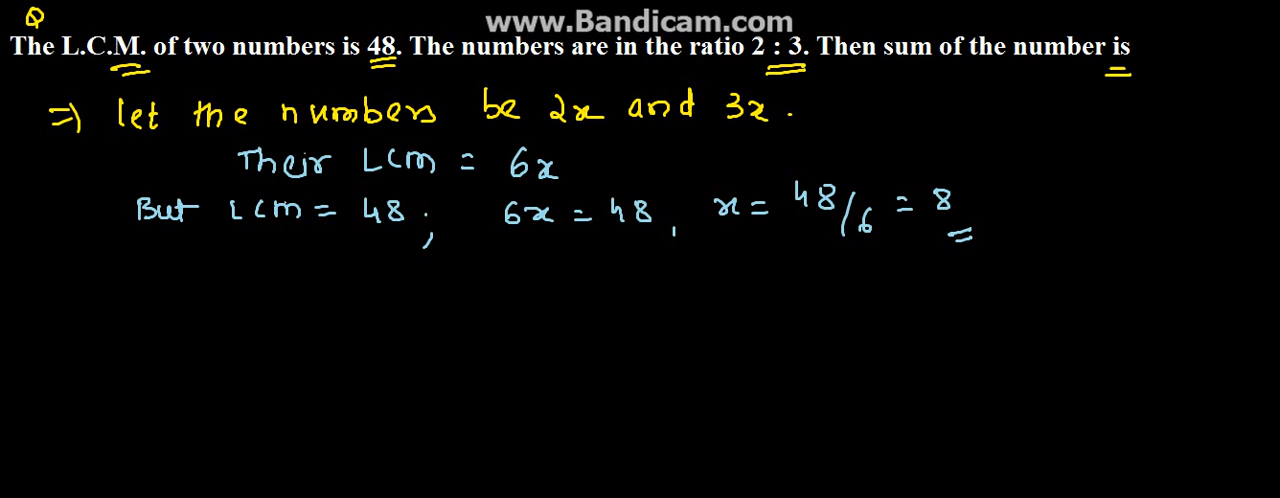 www.Bandicam.com
Q
The L.C.M. of two numbers is 48. The numbers are in the ratio 2 : 3. Then sum of the number is
=> let the numbers be 2x and 3x.
Their LCM = 6x
But LCM = 48; 6x = 48, x = 48/6 = 8